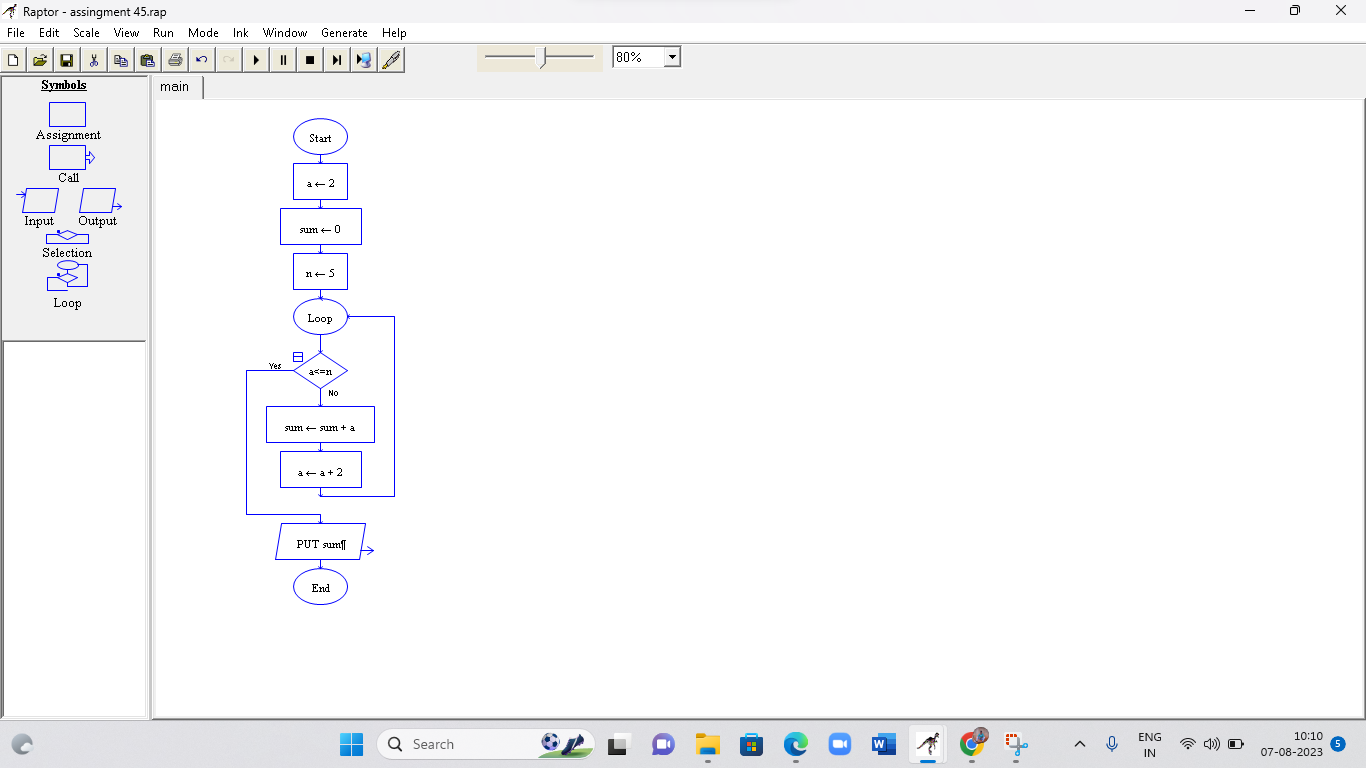 Raptor - assingment 45.rap
File Edit Scale View Run Mode Ink Window Generate Help
80%
Symbols
Assignment
Call
Input Output
Selection
Loop
main
Start
a ← 2
sum ← 0
n ← 5
Loop
Yes
a<=n
No
sum ← sum + a
a ← a + 2
PUT sum¶
End
Search
ENG
IN
10:10
07-08-2023
5